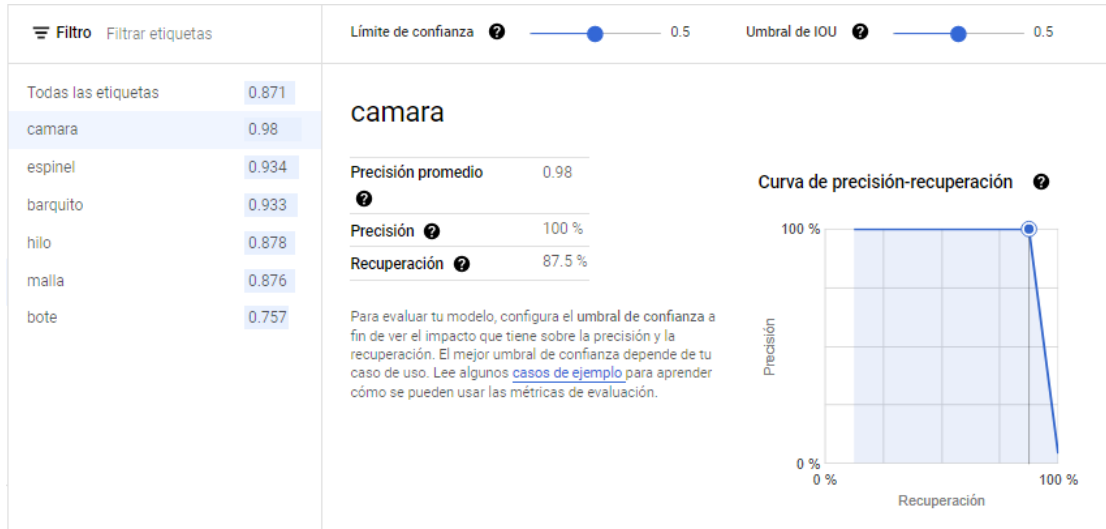 Filtro Filtrar etiquetas
Límite de confianza ? 0.5 Umbral de IOU ? 0.5
Todas las etiquetas 0.871
camara 0.98
espinel 0.934
barquito 0.933
hilo 0.878
malla 0.876
bote 0.757
camara
Precisión promedio ? 0.98
Precisión ? 100 %
Recuperación ? 87.5 %
Para evaluar tu modelo, configura el umbral de confianza a
fin de ver el impacto que tiene sobre la precisión y la
recuperación. El mejor umbral de confianza depende de tu
caso de uso. Lee algunos casos de ejemplo para aprender
cómo se pueden usar las métricas de evaluación.
Curva de precisión-recuperación ?
100 %
Precisión
0 %
0 % 100 %
Recuperación